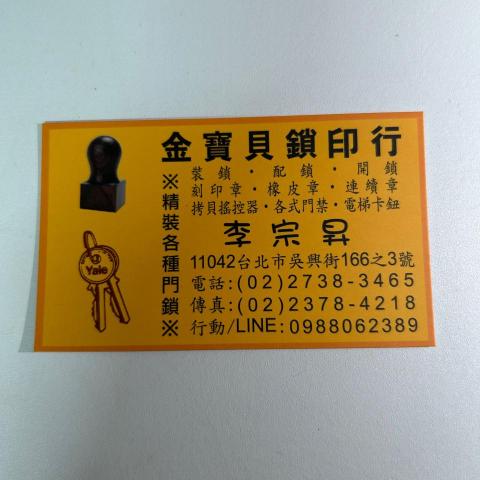 金寶貝鎖印行
裝鎖・配鎖・開鎖
刻印章・橡皮章・連續章
拷貝搖控器・各式門禁・電梯卡鈕
※精裝各種門鎖※
李宗昇
11042台北市吳興街166之3號
電話:(02)2738-3465
傳真:(02)2378-4218
行動/LINE:0988062389
Yale